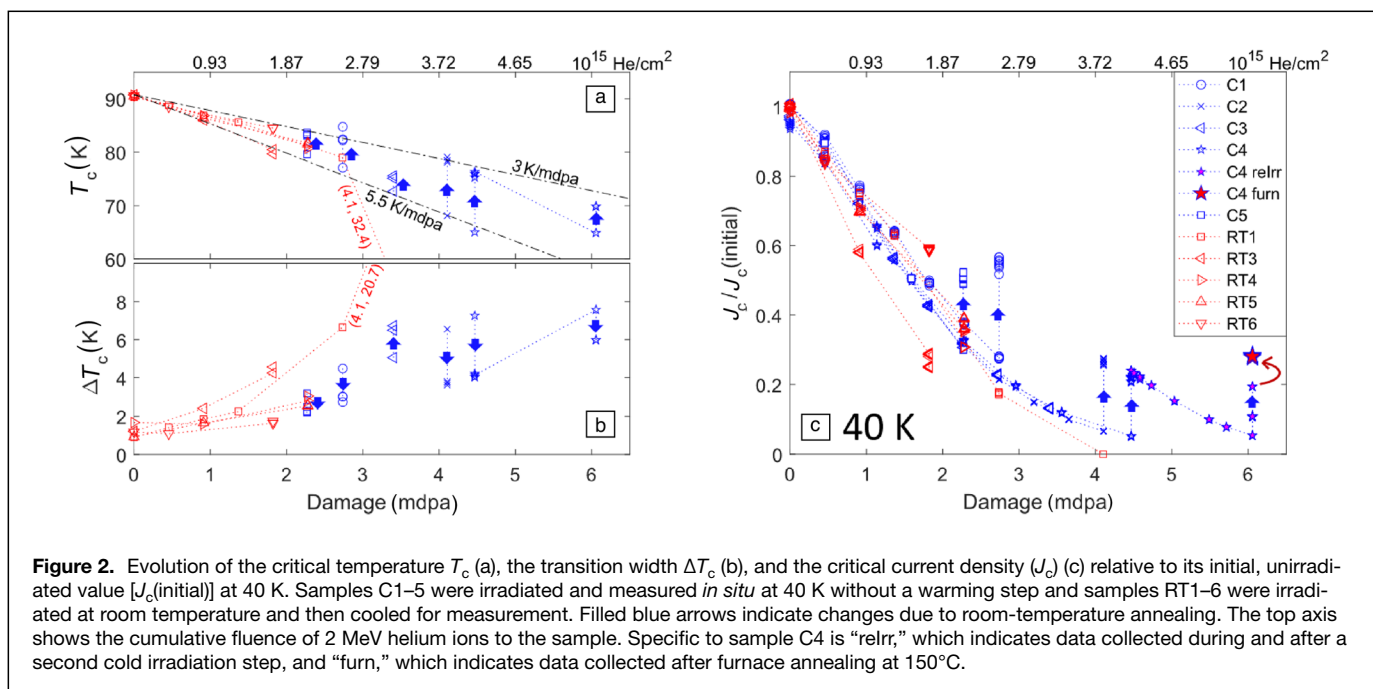 0.93 1.87 2.79 3.72 4.65 10¹⁵ He/cm²
90
80
70
60
T_c (K)
a
3 K/mdpa
5.5 K/mdpa
(4.1, 32.4)
10
8
6
4
2
0
ΔT_c (K)
(4.1, 20.7)
b
0 1 2 3 4 5 6
Damage (mdpa)
0.93 1.87 2.79 3.72 4.65 10¹⁵ He/cm²
1
0.8
0.6
0.4
0.2
0
J_c/J_c(initial)
C1
C2
C3
C4
C4 reIrr
C4 furn
C5
RT1
RT3
RT4
RT5
RT6
c 40 K
0 1 2 3 4 5 6
Damage (mdpa)
Figure 2. Evolution of the critical temperature T_c (a), the transition width ΔT_c (b), and the critical current density (J_c) (c) relative to its initial, unirradi-
ated value [J_c(initial)] at 40 K. Samples C1–5 were irradiated and measured in situ at 40 K without a warming step and samples RT1–6 were irradi-
ated at room temperature and then cooled for measurement. Filled blue arrows indicate changes due to room-temperature annealing. The top axis
shows the cumulative fluence of 2 MeV helium ions to the sample. Specific to sample C4 is “reIrr,” which indicates data collected during and after a
second cold irradiation step, and “furn,” which indicates data collected after furnace annealing at 150°C.